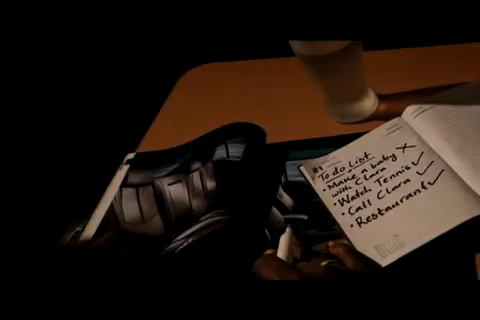 To do List
• Make a baby ✗
with Clara
• Watch Tennis ✓
• Call Clara ✓
• Restaurant ✓